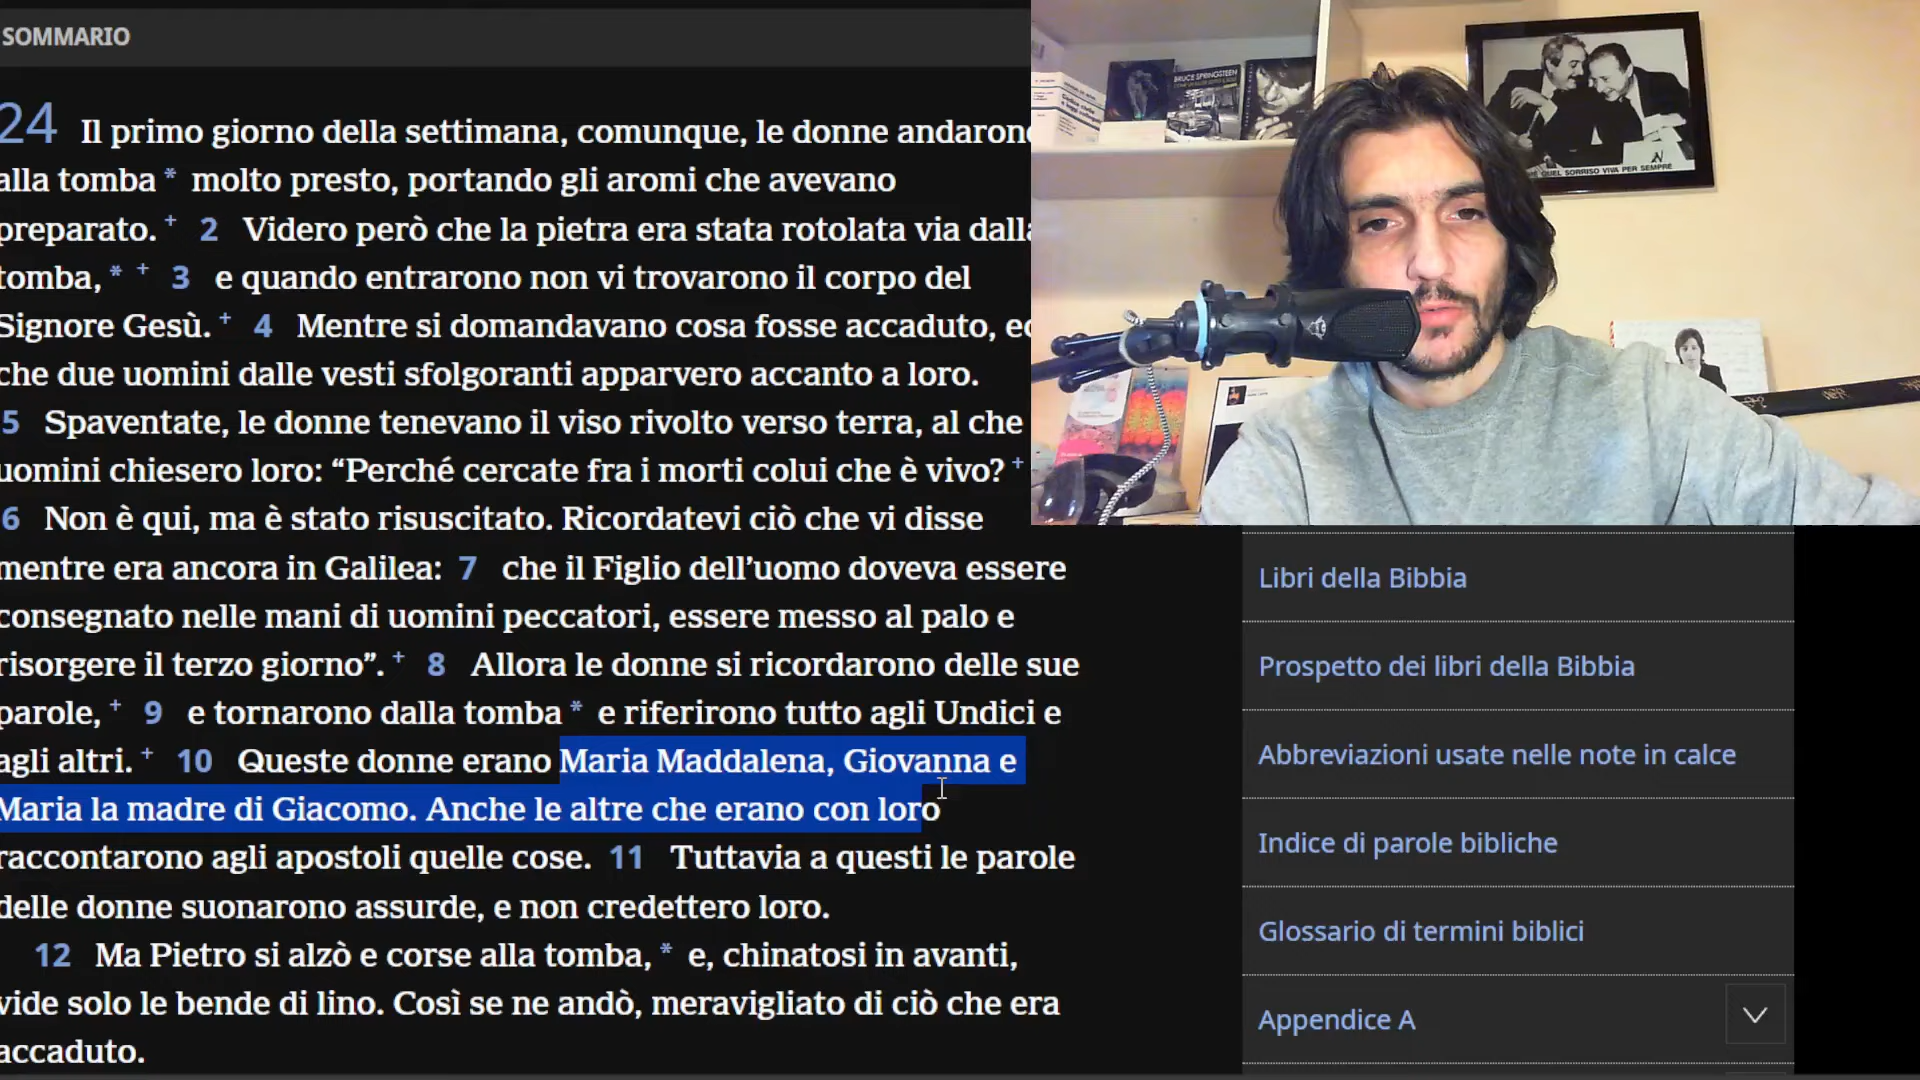 SOMMARIO
24 Il primo giorno della settimana, comunque, le donne andarono
alla tomba * molto presto, portando gli aromi che avevano
preparato. + 2 Videro però che la pietra era stata rotolata via dalla
tomba, * + 3 e quando entrarono non vi trovarono il corpo del
Signore Gesù. + 4 Mentre si domandavano cosa fosse accaduto, ec
che due uomini dalle vesti sfolgoranti apparvero accanto a loro.
5 Spaventate, le donne tenevano il viso rivolto verso terra, al che
uomini chiesero loro: “Perché cercate fra i morti colui che è vivo? +
6 Non è qui, ma è stato risuscitato. Ricordatevi ciò che vi disse
mentre era ancora in Galilea: 7 che il Figlio dell’uomo doveva essere
consegnato nelle mani di uomini peccatori, essere messo al palo e
risorgere il terzo giorno”. + 8 Allora le donne si ricordarono delle sue
parole, + 9 e tornarono dalla tomba * e riferirono tutto agli Undici e
agli altri. + 10 Queste donne erano Maria Maddalena, Giovanna e
Maria la madre di Giacomo. Anche le altre che erano con loro
raccontarono agli apostoli quelle cose. 11 Tuttavia a questi le parole
delle donne suonarono assurde, e non credettero loro.
12 Ma Pietro si alzò e corse alla tomba, * e, chinatosi in avanti,
vide solo le bende di lino. Così se ne andò, meravigliato di ciò che era
accaduto.
BRUCE SPRINGSTEEN
QUEL SORRISO VIVA PER SEMPRE
Libri della Bibbia
Prospetto dei libri della Bibbia
Abbreviazioni usate nelle note in calce
Indice di parole bibliche
Glossario di termini biblici
Appendice A